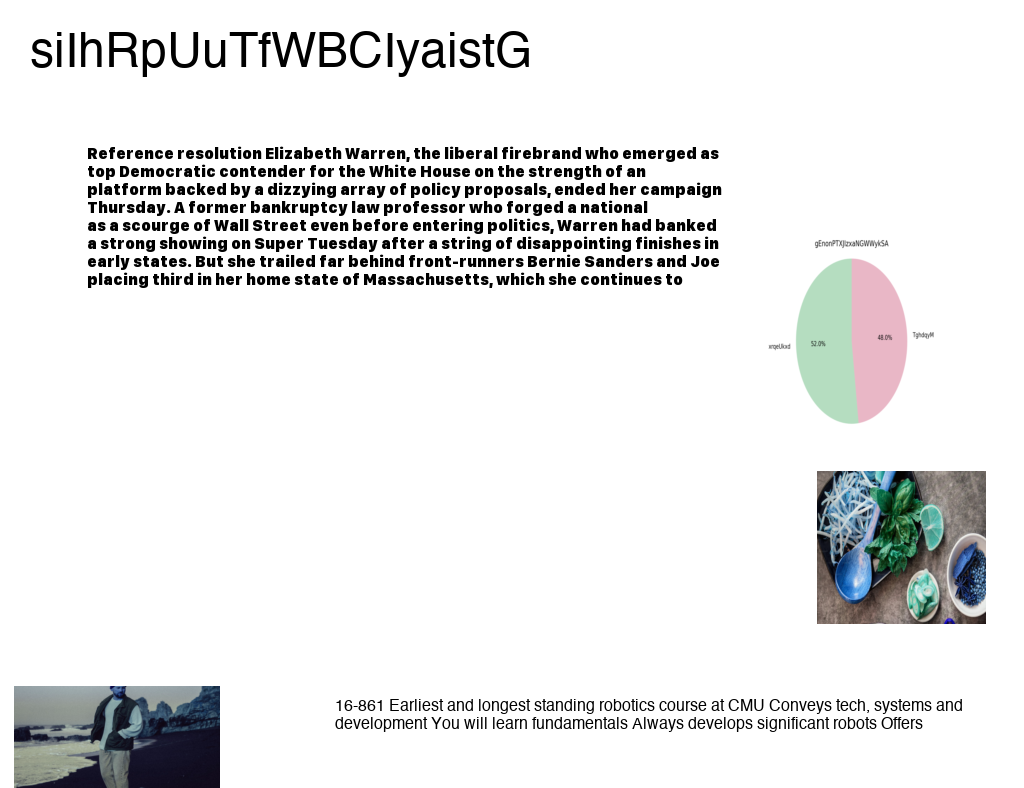 siIhRpUuTfWBCIyaistG
Reference resolution Elizabeth Warren, the liberal firebrand who emerged as
top Democratic contender for the White House on the strength of an
platform backed by a dizzying array of policy proposals, ended her campaign
Thursday. A former bankruptcy law professor who forged a national
as a scourge of Wall Street even before entering politics, Warren had banked
a strong showing on Super Tuesday after a string of disappointing finishes in
early states. But she trailed far behind front-runners Bernie Sanders and Joe
placing third in her home state of Massachusetts, which she continues to
52.0%
48.0%
TghdqyM
16-861 Earliest and longest standing robotics course at CMU Conveys tech, systems and
development You will learn fundamentals Always develops significant robots Offers